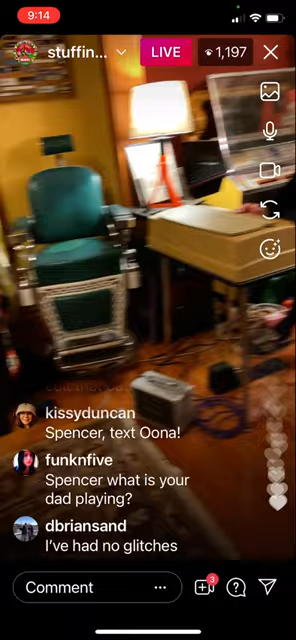 9:14
stuffin...
LIVE
1,197
kissyduncan
Spencer, text Oona!
funknfive
Spencer what is your
dad playing?
dbriansand
I've had no glitches
Comment
3